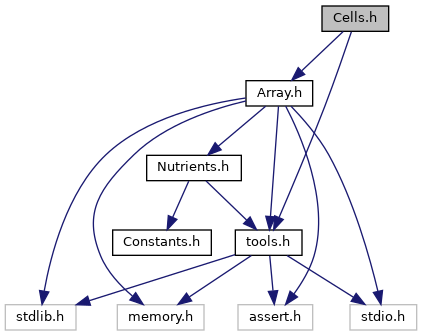 Cells.h
Array.h
Nutrients.h
Constants.h
tools.h
stdlib.h
memory.h
assert.h
stdio.h